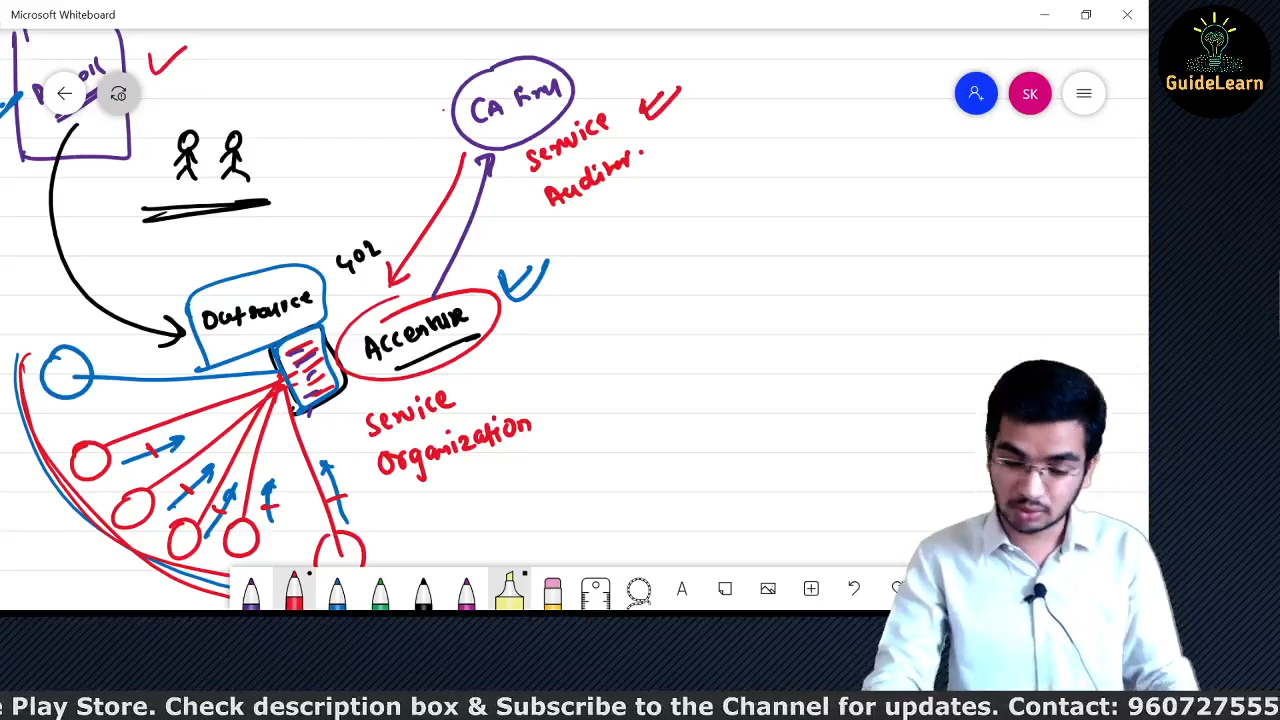 Microsoft Whiteboard
GuideLearn
SK
CA firm
Service
Auditor.
402
Outsource
Accenture
Service
organization
A
e Play Store. Check description box & Subscribe to the Channel for updates. Contact: 960727555